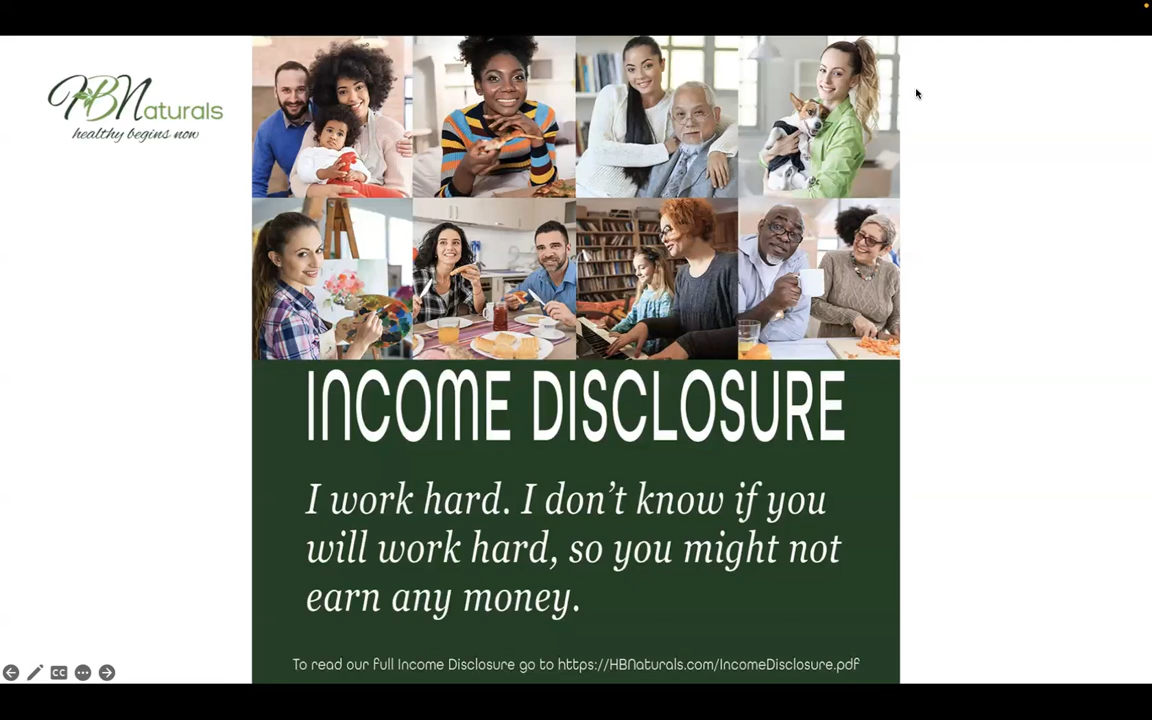 HBNaturals
healthy begins now
INCOME DISCLOSURE
I work hard. I don't know if you
will work hard, so you might not
earn any money.
To read our full Income Disclosure go to https://HBNaturals.com/IncomeDisclosure.pdf
CC